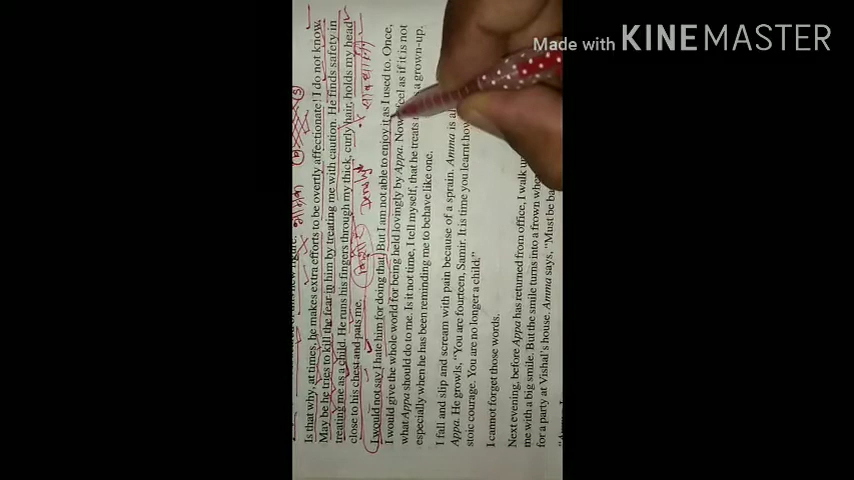 Made with KINEMASTER
Is that why, at times, he makes extra efforts to be overtly affectionate! I do not know.
May be he tries to kill the fear in him by treating me with caution. He finds safety in
treating me as a child. He runs his fingers through my thick, curly hair, holds my head
close to his chest and pats me.
I would not say I hate him for doing that. But I am not able to enjoy it as I used to. Once,
I would give the whole world for being held lovingly by Appa. Now feel as if it is not
what Appa should do to me. Is it not time, I tell myself, that he treats a grown-up.
especially when he has been reminding me to behave like one.
I fall and slip and scream with pain because of a sprain. Amma is
Appa. He growls, “You are fourteen, Samir. It is time you learnt how
stoic courage. You are no longer a child.”
I cannot forget those words.
Next evening, before Appa has returned from office, I walk
me with a big smile. But the smile turns into a frown
for a party at Vishal's house. Amma says, “Must be